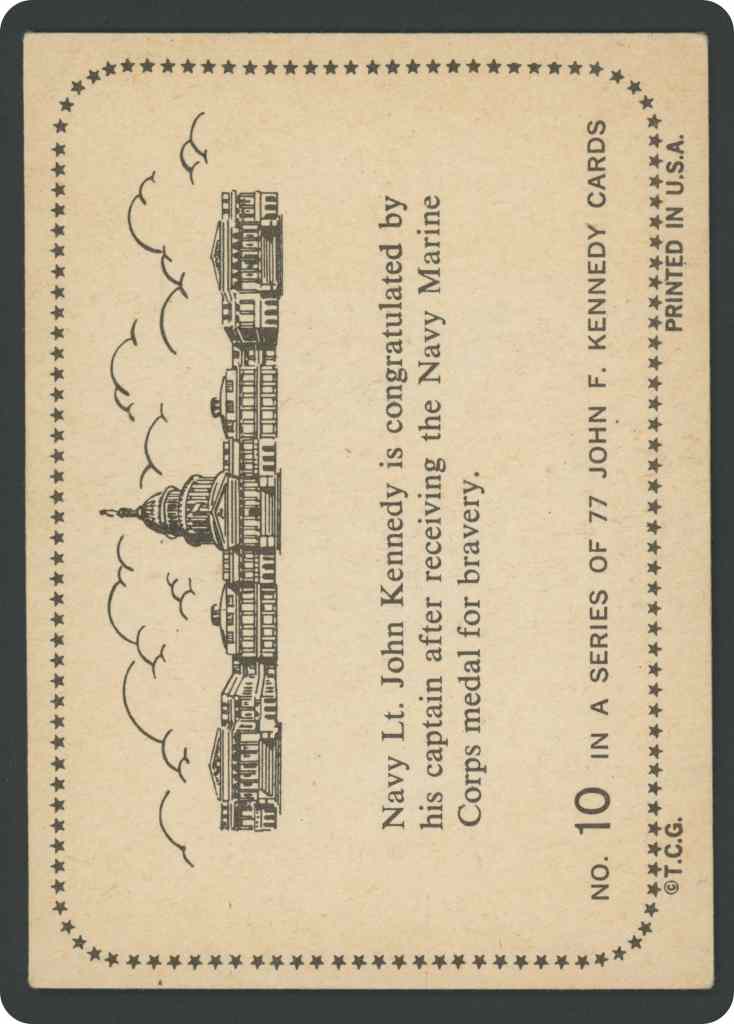 Navy Lt. John Kennedy is congratulated by
his captain after receiving the Navy Marine
Corps medal for bravery.
NO. 10 IN A SERIES OF 77 JOHN F. KENNEDY CARDS
©T.C.G. PRINTED IN U.S.A.